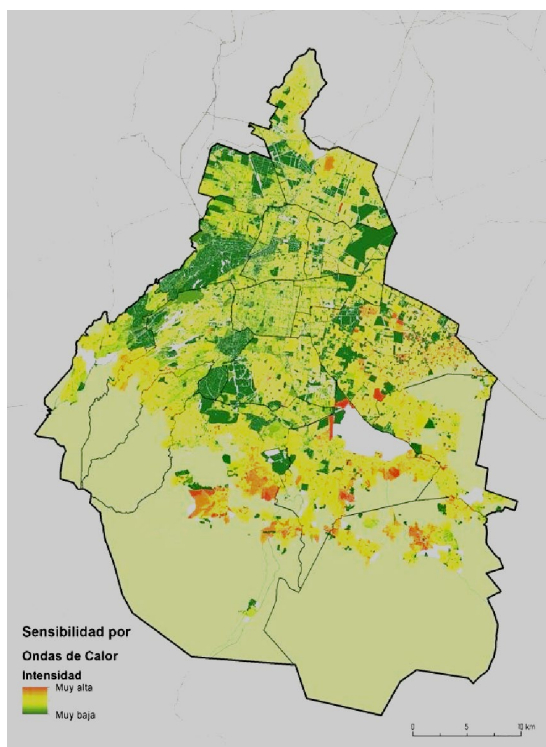 Sensibilidad por
Ondas de Calor
Intensidad
Muy alta
Muy baja
0 5 10 km